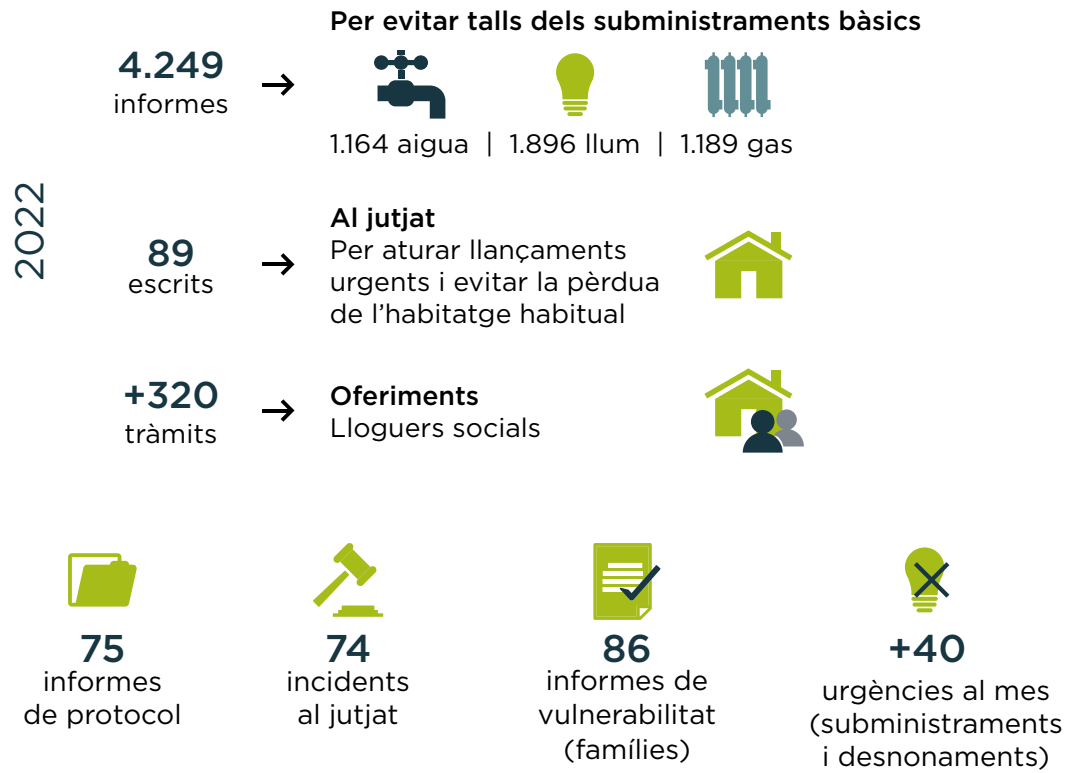 Per evitar talls dels subministraments bàsics
4.249
informes
1.164 aigua | 1.896 llum | 1.189 gas
2022
89
escrits
Al jutjat
Per aturar llançaments
urgents i evitar la pèrdua
de l’habitatge habitual
+320
tràmits
Oferiments
Lloguers socials
75
informes
de protocol
74
incidents
al jutjat
86
informes de
vulnerabilitat
(famílies)
+40
urgències al mes
(subministraments
i desnonaments)